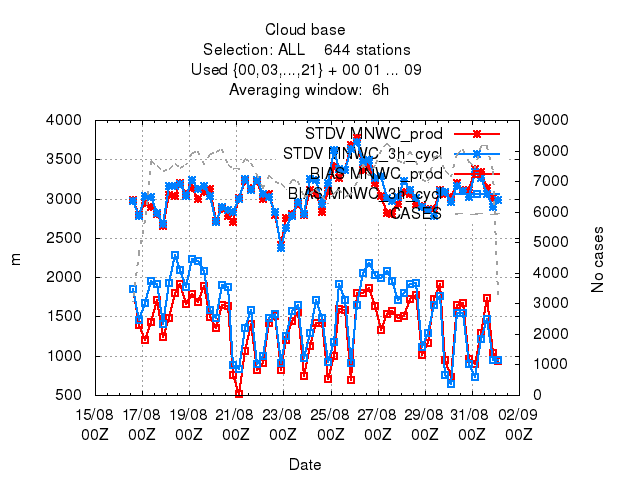 Cloud base
Selection: ALL    644 stations
Used {00,03,...,21} + 00 01 ... 09
Averaging window:  6h
4000
3500
3000
2500
2000
1500
1000
500
m
9000
8000
7000
6000
5000
4000
3000
2000
1000
0
No cases
STDV MNWC_prod
STDV MNWC_3h_cycl
BIAS MNWC_prod
BIAS MNWC_3h_cycl
CASES
15/08 17/08 19/08 21/08 23/08 25/08 27/08 29/08 31/08 02/09
00Z 00Z 00Z 00Z 00Z 00Z 00Z 00Z 00Z 00Z
Date